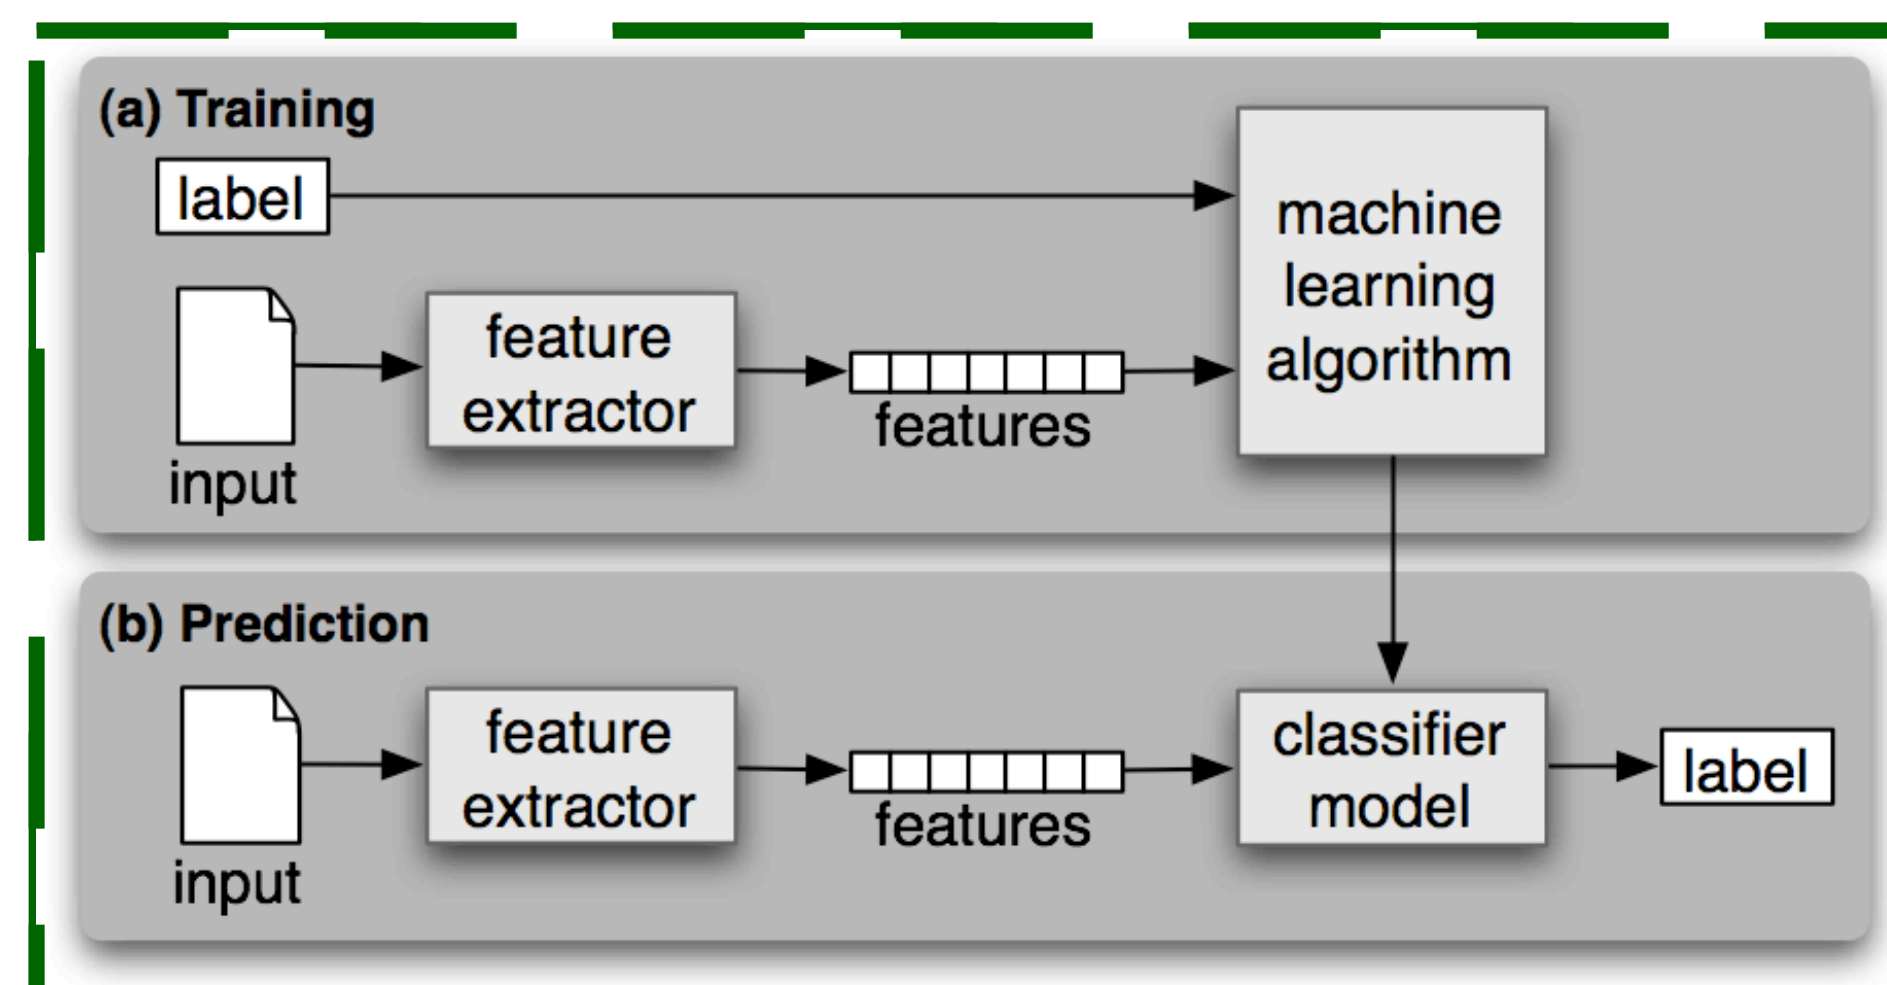 (a) Training
label
machine
learning
algorithm
feature
extractor
features
input
(b) Prediction
feature
extractor
features
classifier
model
label
input